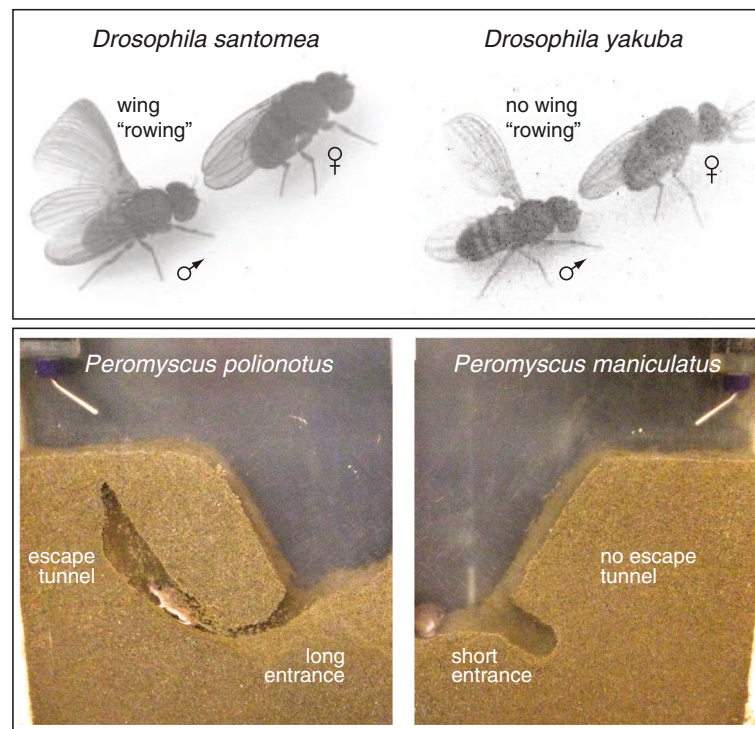 Drosophila santomea
Drosophila yakuba
wing
“rowing”
♀
♂
no wing
“rowing”
♀
♂
Peromyscus polionotus
Peromyscus maniculatus
escape
tunnel
long
entrance
no escape
tunnel
short
entrance